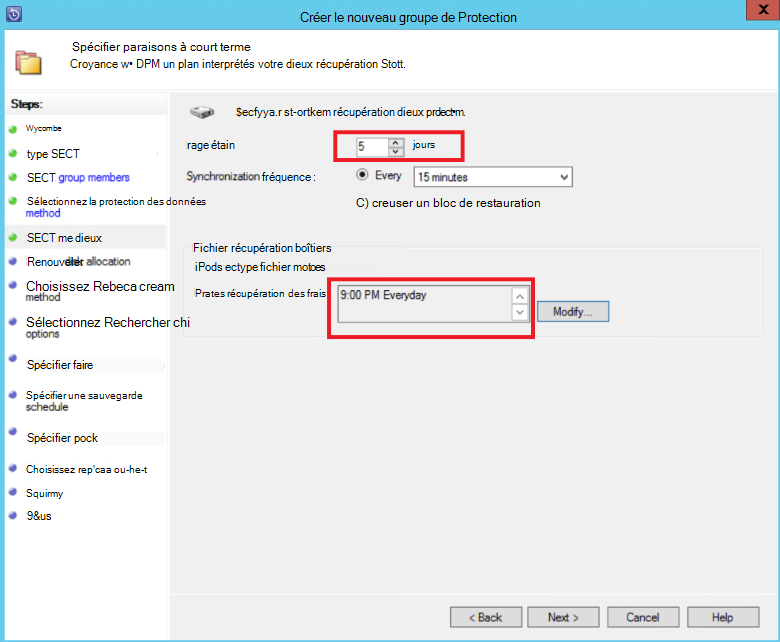 Créer le nouveau groupe de Protection
X
Spécifier paraisons à court terme
Croyance w• DPM un plan interprétés votre dieux récupération Stott.
Steps:
Wycombe
type SECT
SECT group members
Sélectionnez la protection des données
method
SECT me dieux
Renouvéler allocation
Choisissez Rebeca cream
method
Sélectionnez Rechercher chi
options
Spécifier faire
Spécifier une sauvegarde
schedule
Spécifier pock
Choisissez rep'caa ou-he-t
Squirmy
9&us
$ecfyya.r st-ortkem récupération dieux prdectm.
rage étain
5
jours
Synchronization fréquence :
Every
15 minutes
C) creuser un bloc de restauration
Fichier récupération boîtiers
iPods ectype fichier motoes
Prates récupération des frais
9:00 PM Everyday
Modify...
< Back
Next >
Cancel
Help